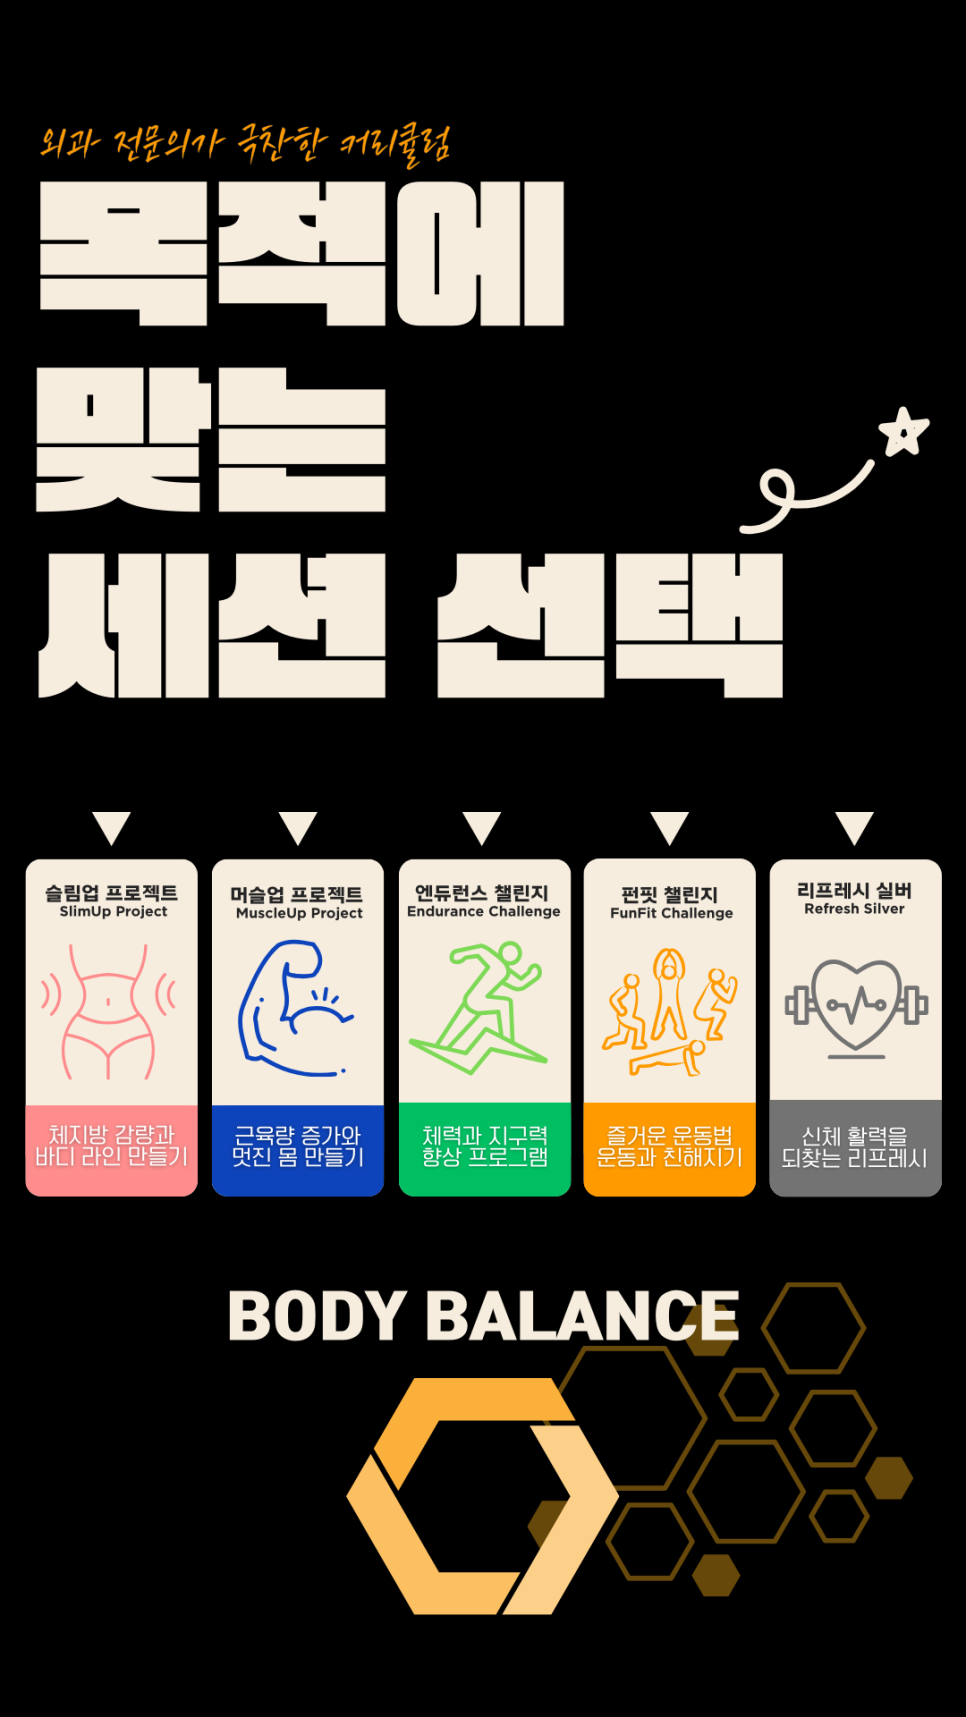 외과 전문의가 극찬한 커리큘럼
목적에
맞는
세션 선택
슬림업 프로젝트
SlimUp Project
체지방 감량과
바디 라인 만들기
머슬업 프로젝트
MuscleUp Project
근육량 증가와
멋진 몸 만들기
엔듀런스 챌린지
Endurance Challenge
체력과 지구력
향상 프로그램
펀핏 챌린지
FunFit Challenge
즐거운 운동법
운동과 친해지기
리프레시 실버
Refresh Silver
신체 활력을
되찾는 리프레시
BODY BALANCE